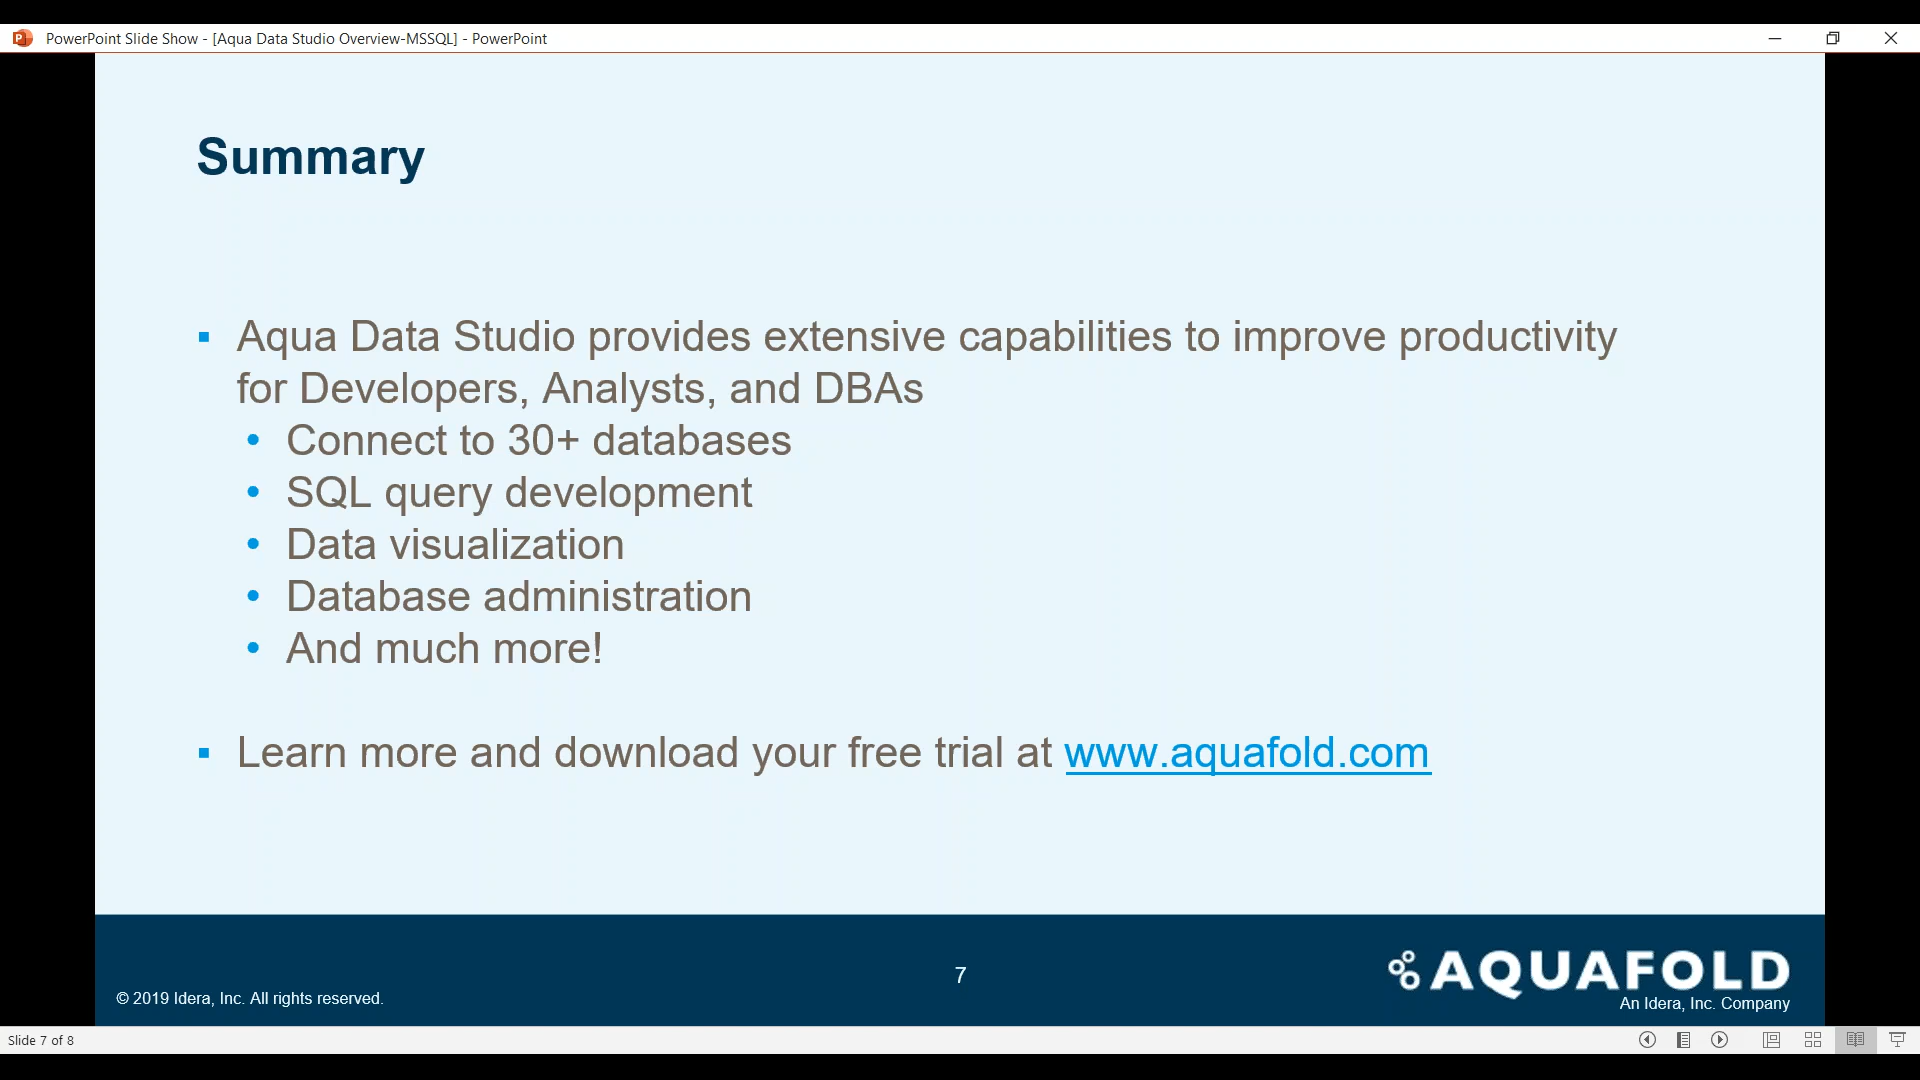 PowerPoint Slide Show - [Aqua Data Studio Overview-MSSQL] - PowerPoint
Summary
▪ Aqua Data Studio provides extensive capabilities to improve productivity
for Developers, Analysts, and DBAs
• Connect to 30+ databases
• SQL query development
• Data visualization
• Database administration
• And much more!
▪ Learn more and download your free trial at www.aquafold.com
© 2019 Idera, Inc. All rights reserved.
7
AQUAFOLD
An Idera, Inc. Company
Slide 7 of 8